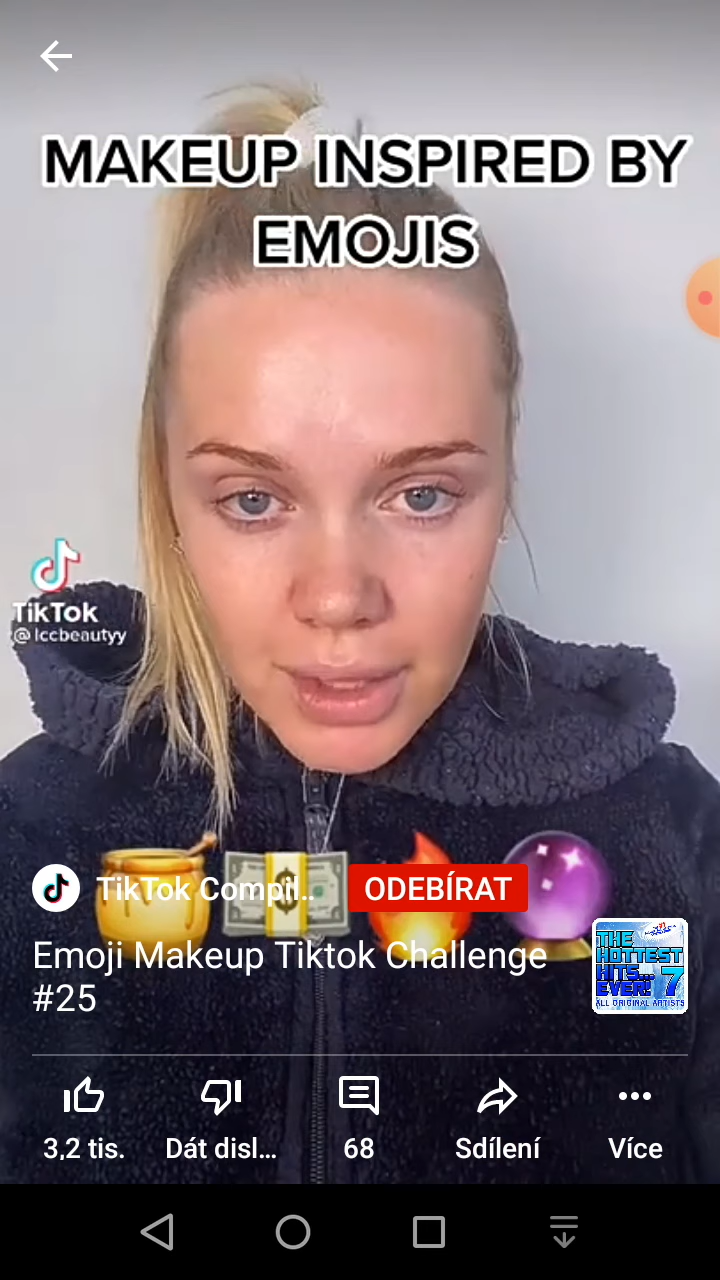 MAKEUP INSPIRED BY
EMOJIS
TikTok
@lccbeautyy
TikTok Compil..
ODEBÍRAT
Emoji Makeup Tiktok Challenge
#25
THE
HOTTEST
HITS...
EVER! 7
ALL ORIGINAL ARTISTS
3,2 tis.
Dát disl...
68
Sdílení
Více